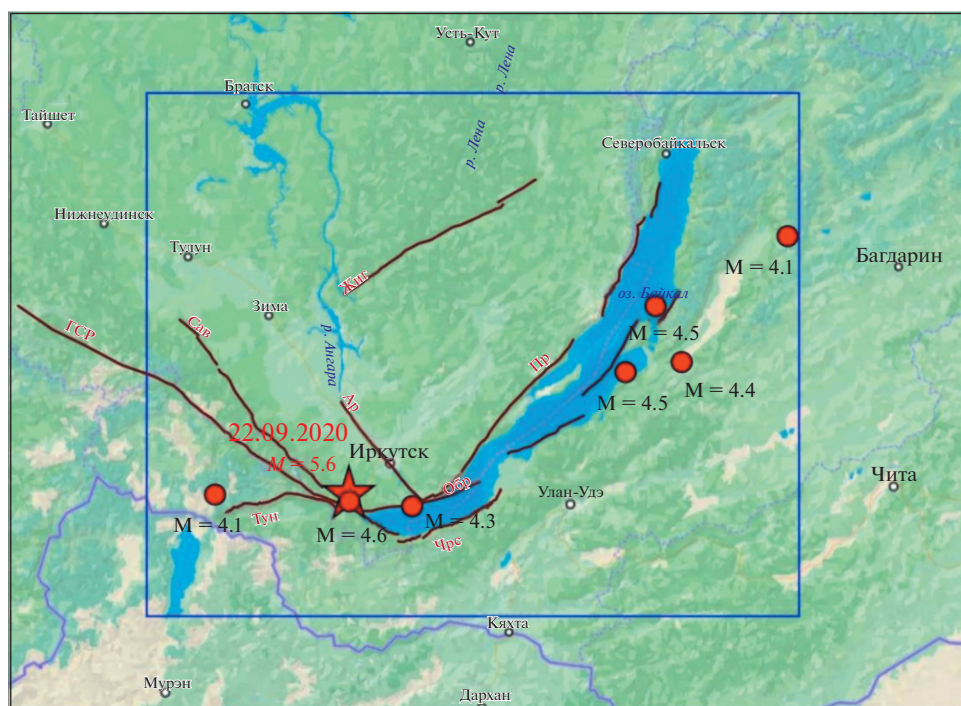 Усть-Кут
р. Лена
Братск
Тайшет
р. Лена
Северобайкальск
Нижнеудинск
Тулун
М = 4.1
Багдарин
Жиг
оз. Байкал
Зима
ГСР
Сав
р. Ангара
М = 4.5
Пр
М = 4.4
М = 4.5
Ар
22.09.2020
Иркутск
М = 5.6
Чита
Обр
Улан-Удэ
Тун
М = 4.1
М = 4.6
М = 4.3
Чрс
Кяхта
Мурэн
Дархан